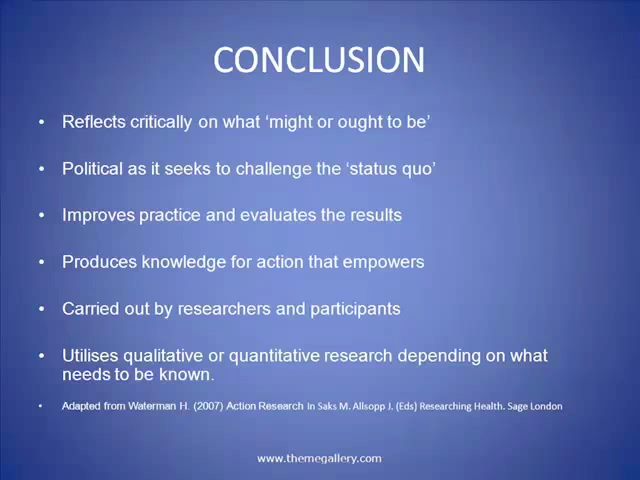 CONCLUSION
• Reflects critically on what ‘might or ought to be’
• Political as it seeks to challenge the ‘status quo’
• Improves practice and evaluates the results
• Produces knowledge for action that empowers
• Carried out by researchers and participants
• Utilises qualitative or quantitative research depending on what
needs to be known.
• Adapted from Waterman H. (2007) Action Research In Saks M. Allsopp J. (Eds) Researching Health. Sage London
www.themegallery.com